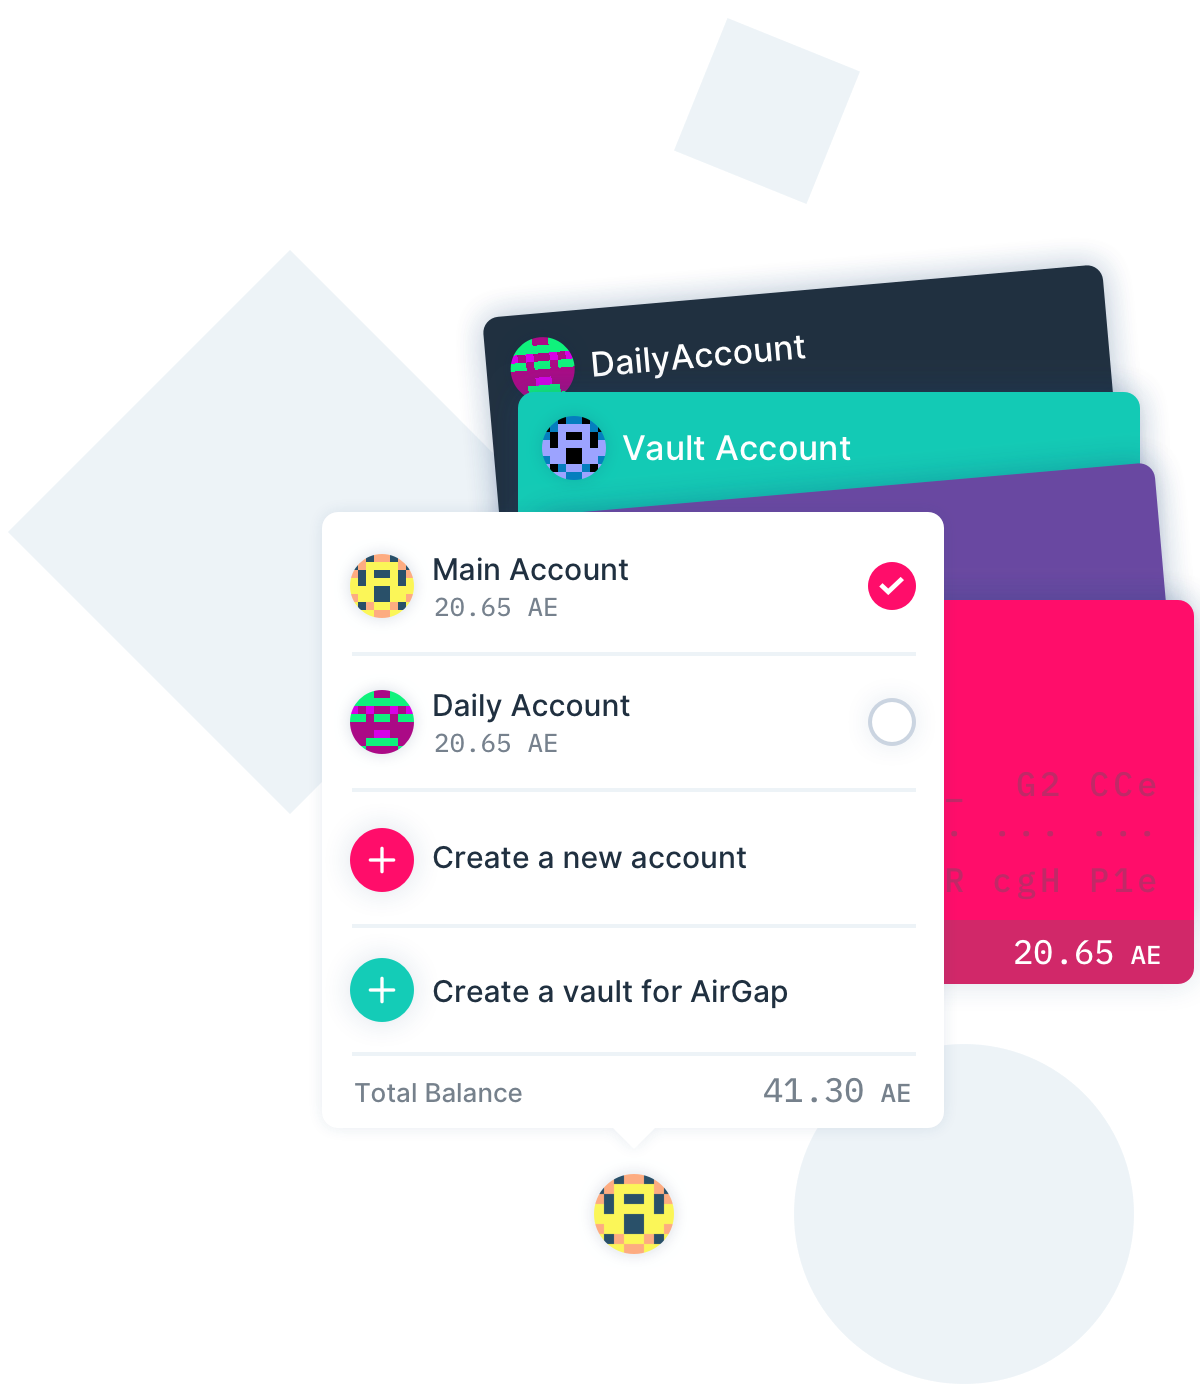 DailyAccount
Vault Account
Main Account
20.65 AE
Daily Account
20.65 AE
_ G2 CCe
. ... ...
Create a new account
R cgH P1e
20.65 AE
Create a vault for AirGap
Total Balance
41.30 AE